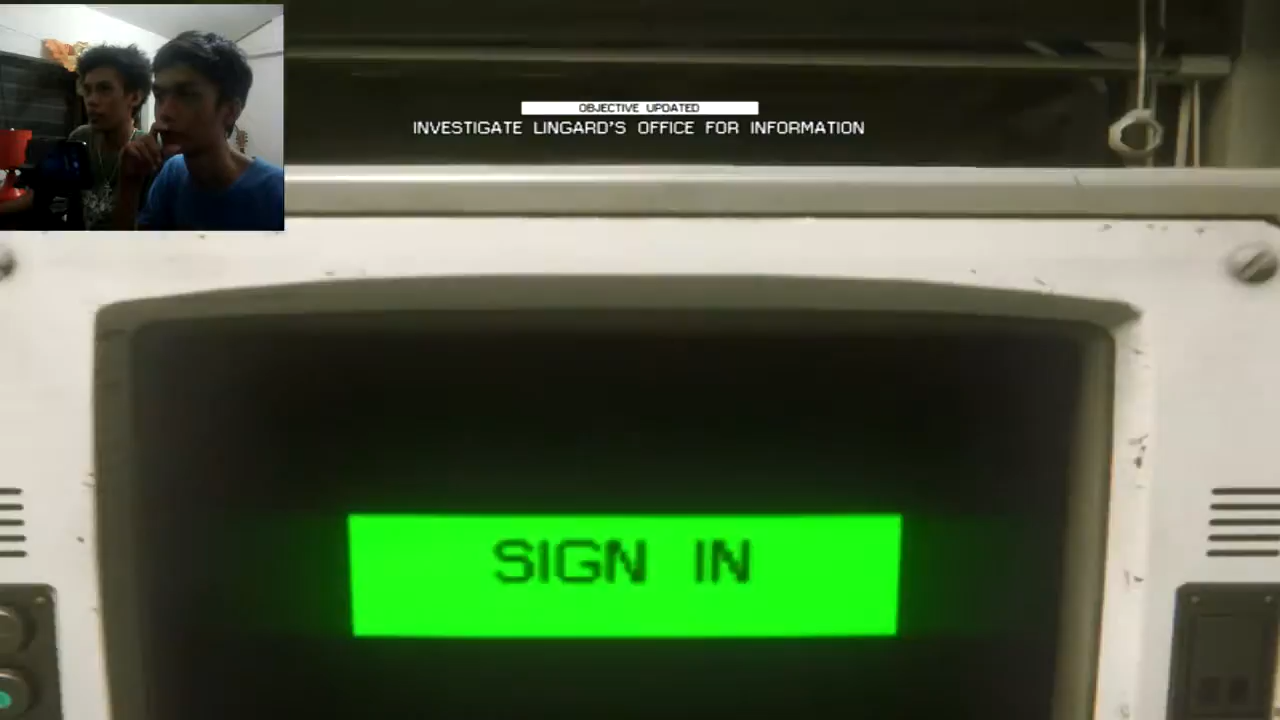 OBJECTIVE UPDATED
INVESTIGATE LINGARD'S OFFICE FOR INFORMATION
SIGN IN